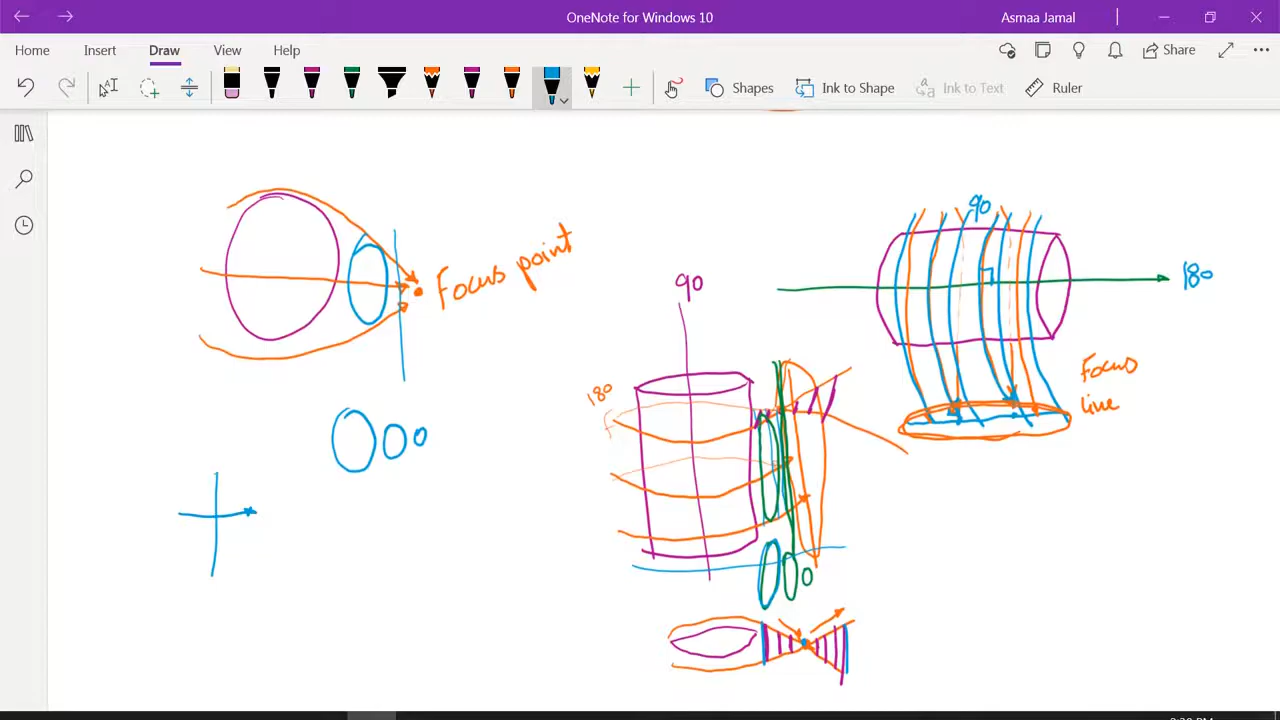 OneNote for Windows 10
Asmaa Jamal
Home
Insert
Draw
View
Help
Share
Shapes
Ink to Shape
Ink to Text
Ruler
Focus point
90
180
90
180
Focus
line